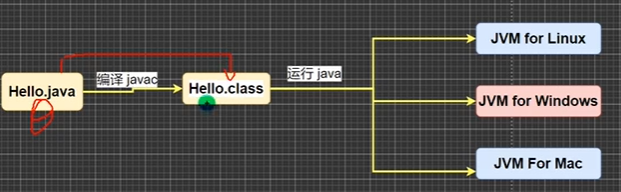 Hello.java
编译 javac
Hello.class
运行 java
JVM for Linux
JVM for Windows
JVM For Mac